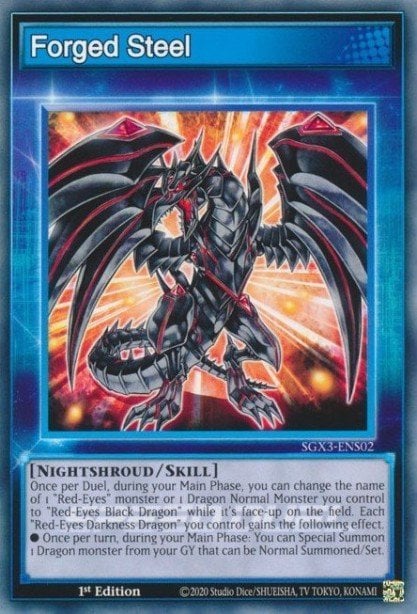 Forged Steel
SGX3-ENS02
[NIGHTSHROUD/SKILL]
Once per Duel, during your Main Phase, you can change the name
of 1 "Red-Eyes" monster or 1 Dragon Normal Monster you control
to "Red-Eyes Black Dragon" while it's face-up on the field. Each
"Red-Eyes Darkness Dragon" you control gains the following effect.
● Once per turn, during your Main Phase: You can Special Summon
1 Dragon monster from your GY that can be Normal Summoned/Set.
1st Edition
©2020 Studio Dice/SHUEISHA, TV TOKYO, KONAMI